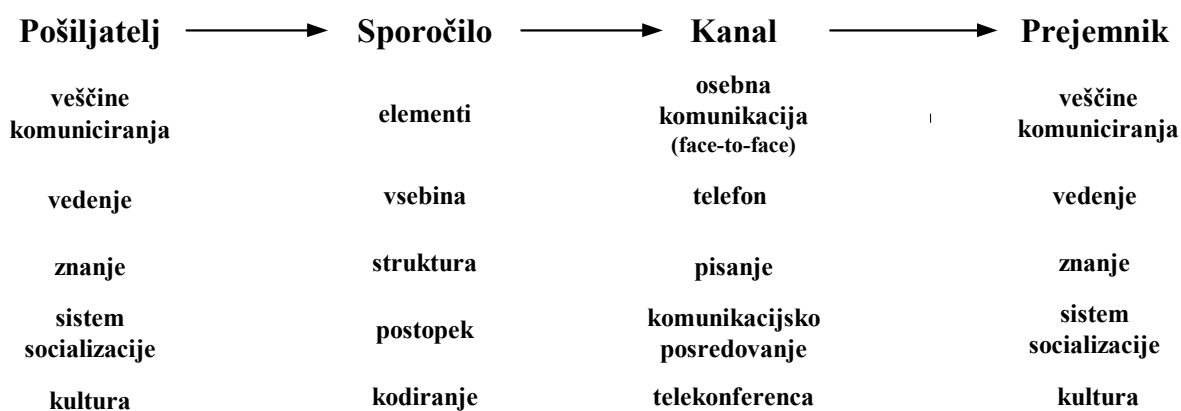 Pošiljatelj Sporočilo Kanal Prejemnik
veščine
komuniciranja
elementi
osebna
komunikacija
(face-to-face)
veščine
komuniciranja
vedenje vsebina telefon vedenje
znanje struktura pisanje znanje
sistem
socializacije
postopek
komunikacijsko
posredovanje
sistem
socializacije
kultura kodiranje telekonferenca kultura